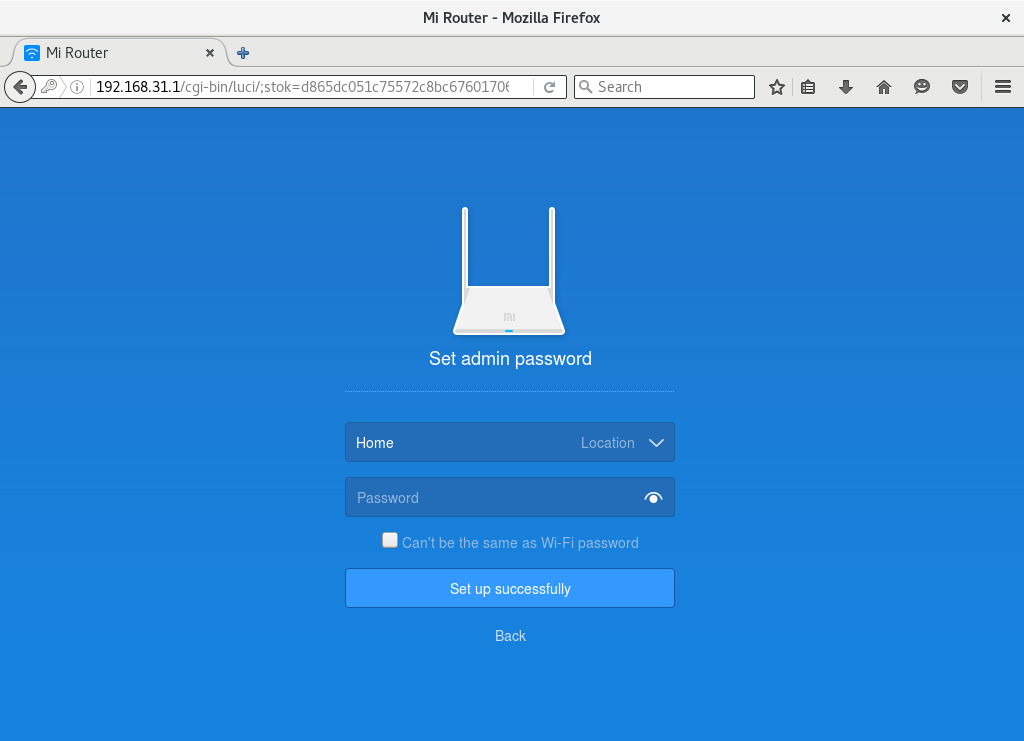 Mi Router - Mozilla Firefox
Mi Router
192.168.31.1/cgi-bin/luci/;stok=d865dc051c75572c8bc6760170
Search
MI
Set admin password
Home Location
Password
Can't be the same as Wi-Fi password
Set up successfully
Back